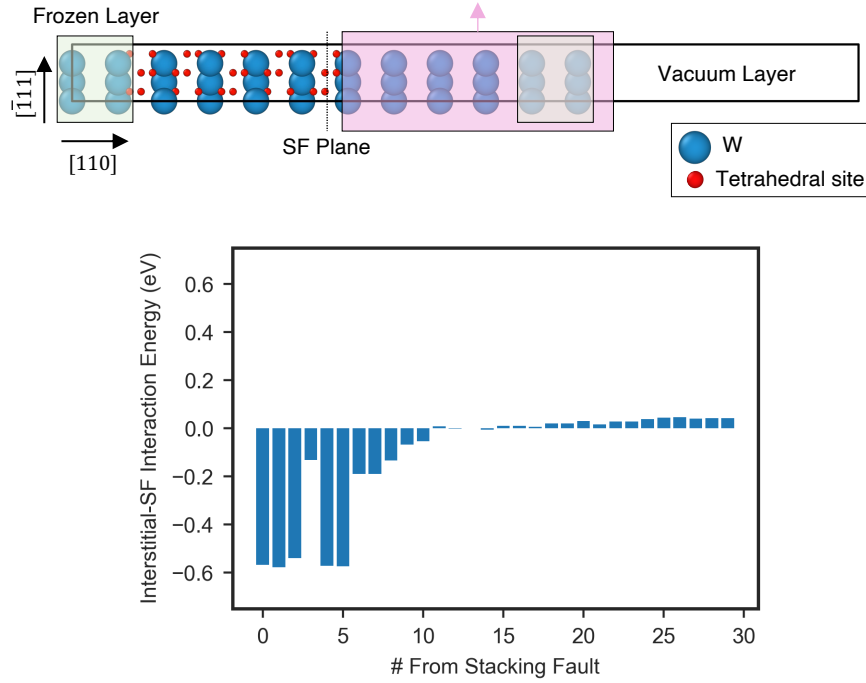 Frozen Layer
[1̄11]
[110]
SF Plane
Vacuum Layer
W
Tetrahedral site
Interstitial-SF Interaction Energy (eV)
0.6
0.4
0.2
0.0
−0.2
−0.4
−0.6
0
5
10
15
20
25
30
# From Stacking Fault